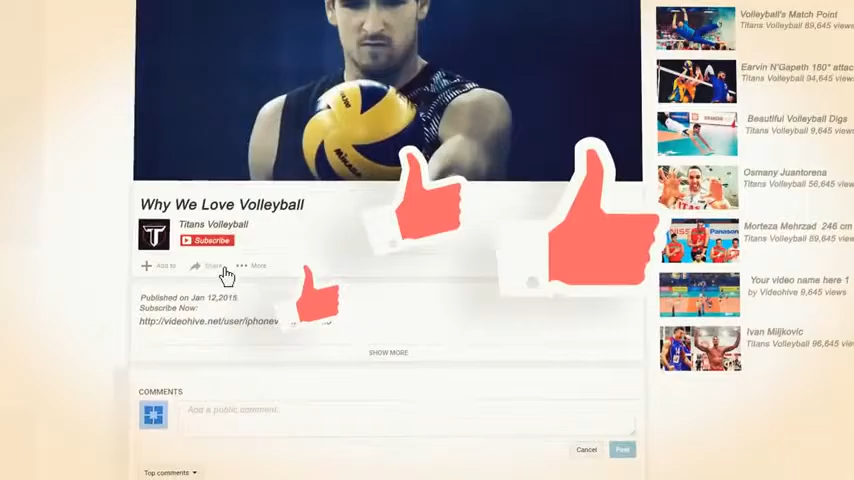 MIKASA
Why We Love Volleyball
Titans Volleyball
Subscribe
Add to
Share
More
Published on Jan 12,2015.
Subscribe Now:
http://videohive.net/user/iphonev
SHOW MORE
COMMENTS
Add a public comment.
Cancel
Post
Top comments
Volleyball's Match Point
Titans Volleyball 89,645 views
Earvin N'Gapeth 180° attac
Titans Volleyball 94,645 views
Beautiful Volleyball Digs
Titans Volleyball 9,645 views
Osmany Juantorena
Titans Volleyball 56,645 views
Morteza Mehrzad 246 cm
Titans Volleyball 89,645 views
Panasonic
Your video name here 1
by Videohive 9,645 views
Ivan Miljkovic
Titans Volleyball 96,645 views